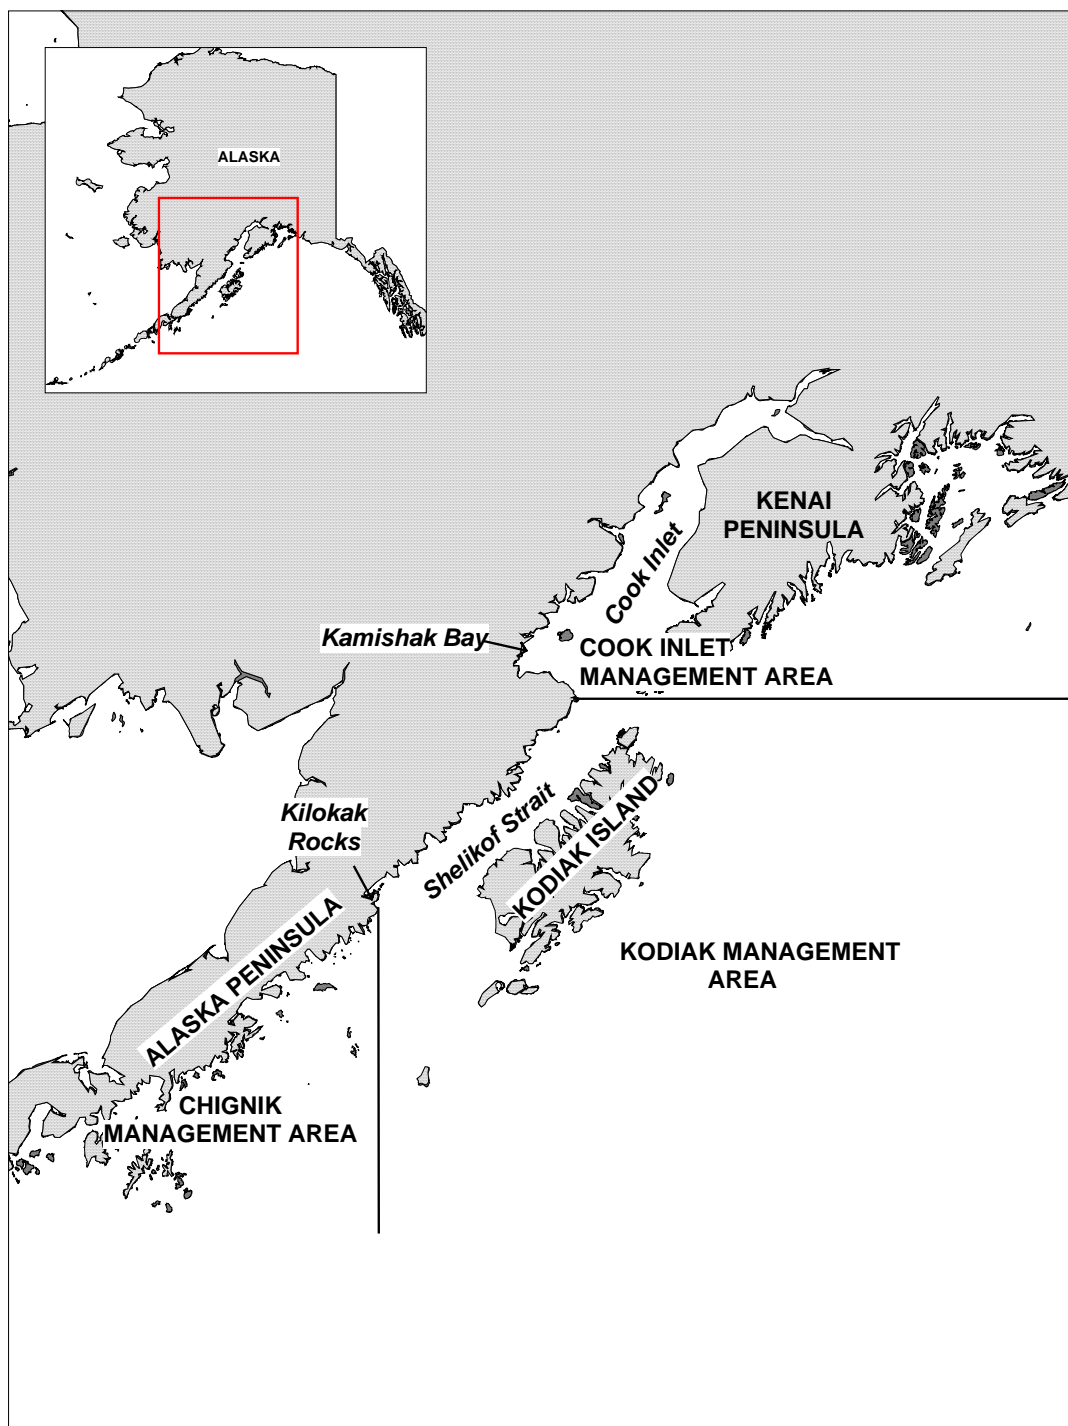 ALASKA
KENAI
PENINSULA
Cook Inlet
Kamishak Bay
COOK INLET
MANAGEMENT AREA
Kilokak
Rocks
Shelikof Strait
KODIAK ISLAND
ALASKA PENINSULA
KODIAK MANAGEMENT
AREA
CHIGNIK
MANAGEMENT AREA